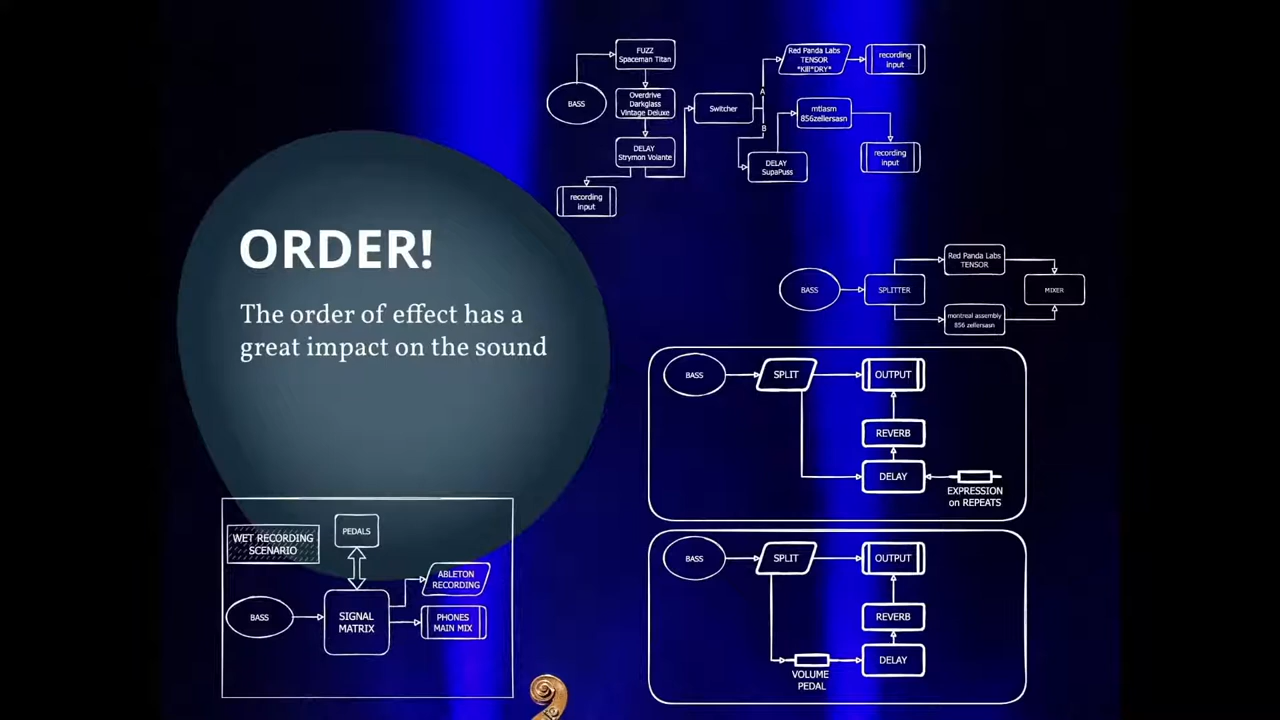 ORDER!
The order of effect has a
great impact on the sound
FUZZ
Spaceman Titan
BASS
Overdrive
Darkglass
Vintage Deluxe
DELAY
Strymon Volante
recording
input
Switcher
A
B
Red Panda Labs
TENSOR
*Kill*DRY*
recording
input
mtlasm
856zellersasn
DELAY
SupaPuss
recording
input
BASS
SPLITTER
Red Panda Labs
TENSOR
montreal assembly
856 zellersasn
MIXER
BASS
SPLIT
OUTPUT
REVERB
DELAY
EXPRESSION
on REPEATS
BASS
SPLIT
OUTPUT
REVERB
DELAY
VOLUME
PEDAL
WET RECORDING
SCENARIO
PEDALS
BASS
SIGNAL
MATRIX
ABLETON
RECORDING
PHONES
MAIN MIX